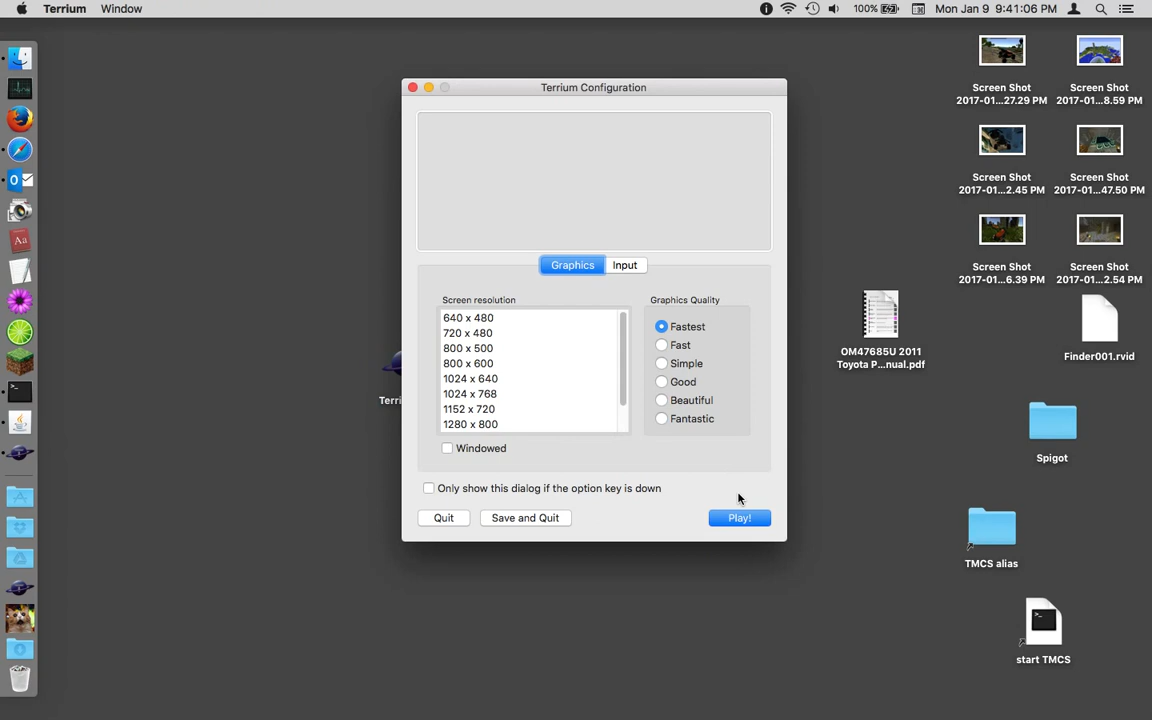 Terrium Window
100% Mon Jan 9 9:41:06 PM
Terrium Configuration
Graphics Input
Screen resolution
640 x 480
720 x 480
800 x 500
800 x 600
1024 x 640
1024 x 768
1152 x 720
1280 x 800
Graphics Quality
Fastest
Fast
Simple
Good
Beautiful
Fantastic
Windowed
Only show this dialog if the option key is down
Quit Save and Quit Play!
Terri
Screen Shot
2017-01...27.29 PM
Screen Shot
2017-01...8.59 PM
Screen Shot
2017-01...2.45 PM
Screen Shot
2017-01...47.50 PM
Screen Shot
2017-01...6.39 PM
Screen Shot
2017-01...2.54 PM
OM47685U 2011
Toyota P...nual.pdf
Finder001.rvid
Spigot
TMCS alias
start TMCS
Aa